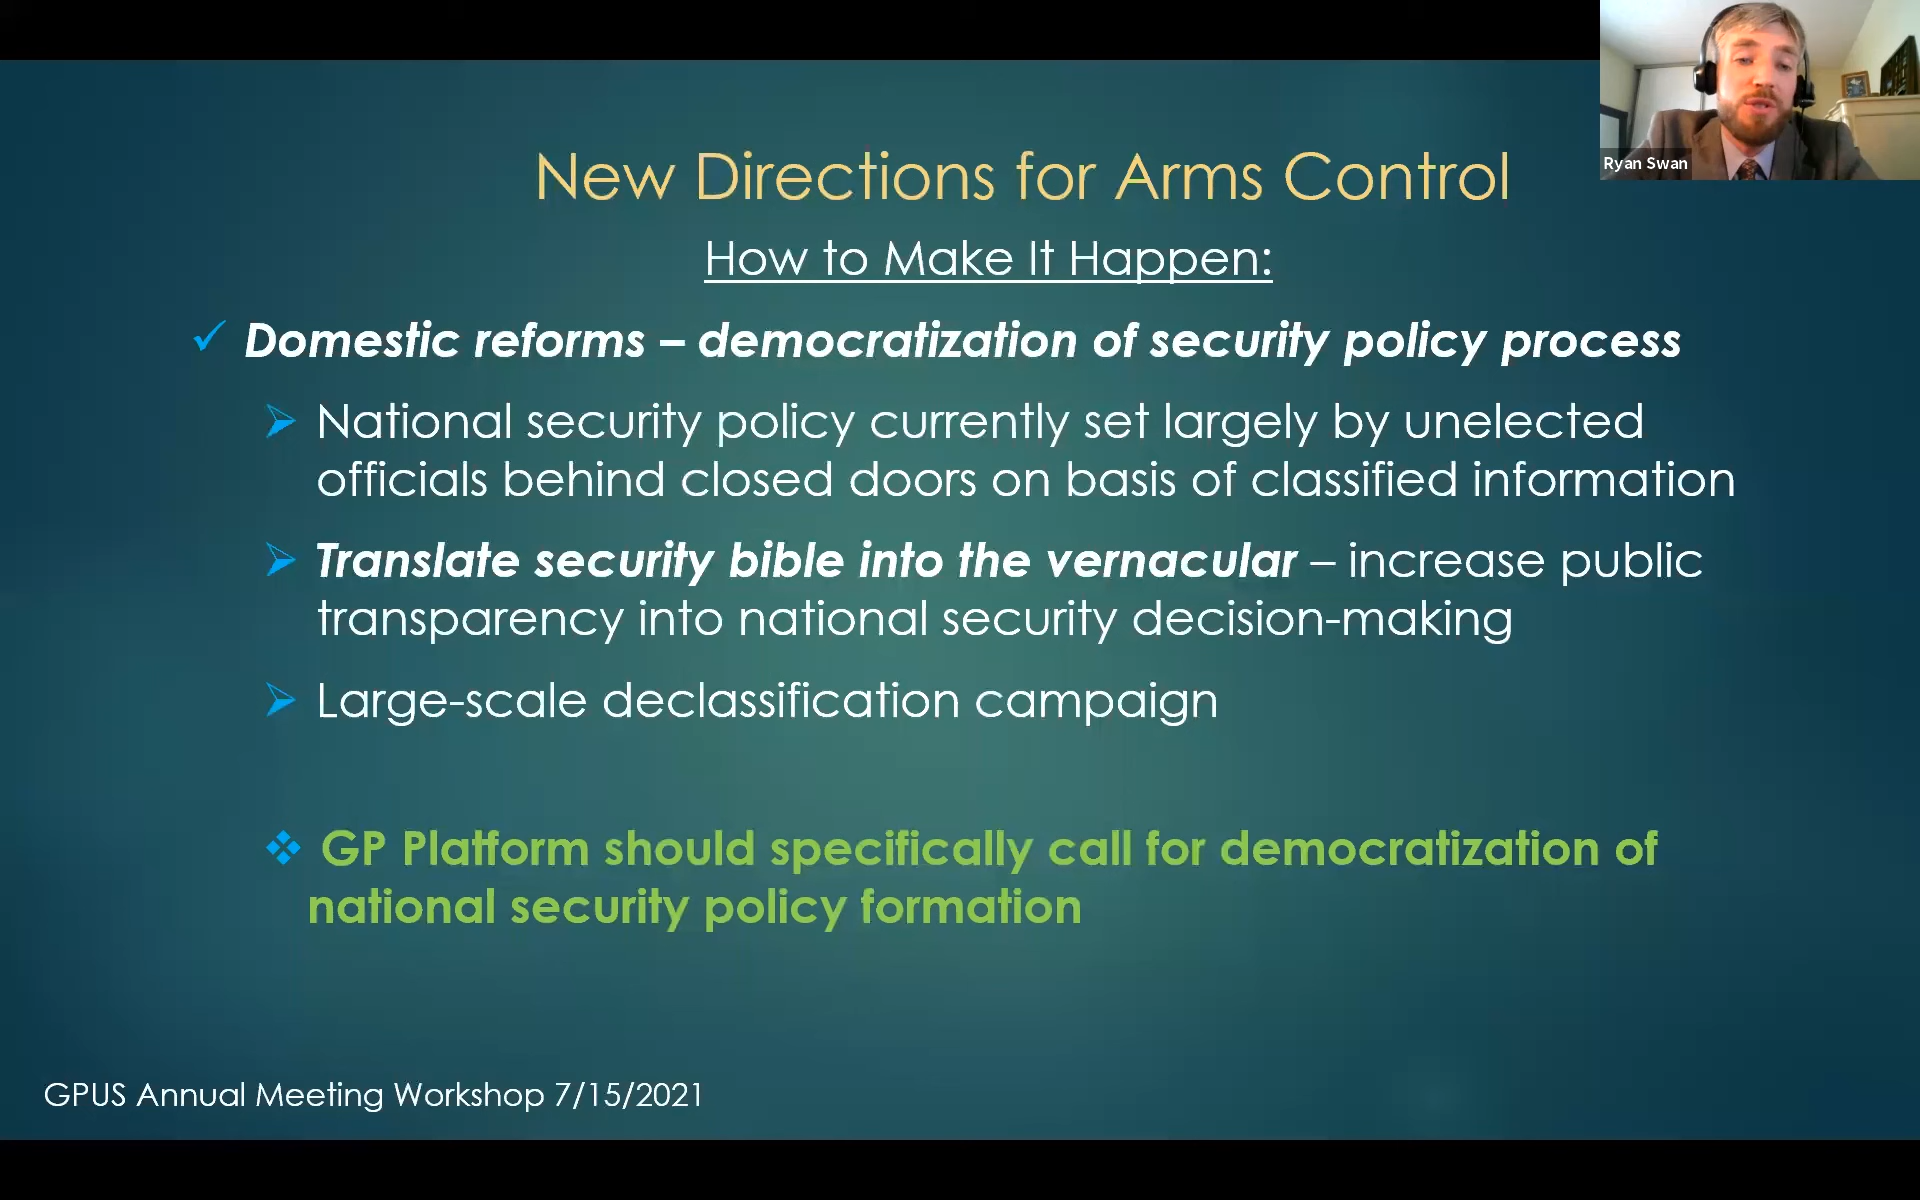 New Directions for Arms Control
Ryan Swan
How to Make It Happen:
Domestic reforms – democratization of security policy process
National security policy currently set largely by unelected
officials behind closed doors on basis of classified information
Translate security bible into the vernacular – increase public
transparency into national security decision-making
Large-scale declassification campaign
GP Platform should specifically call for democratization of
national security policy formation
GPUS Annual Meeting Workshop 7/15/2021